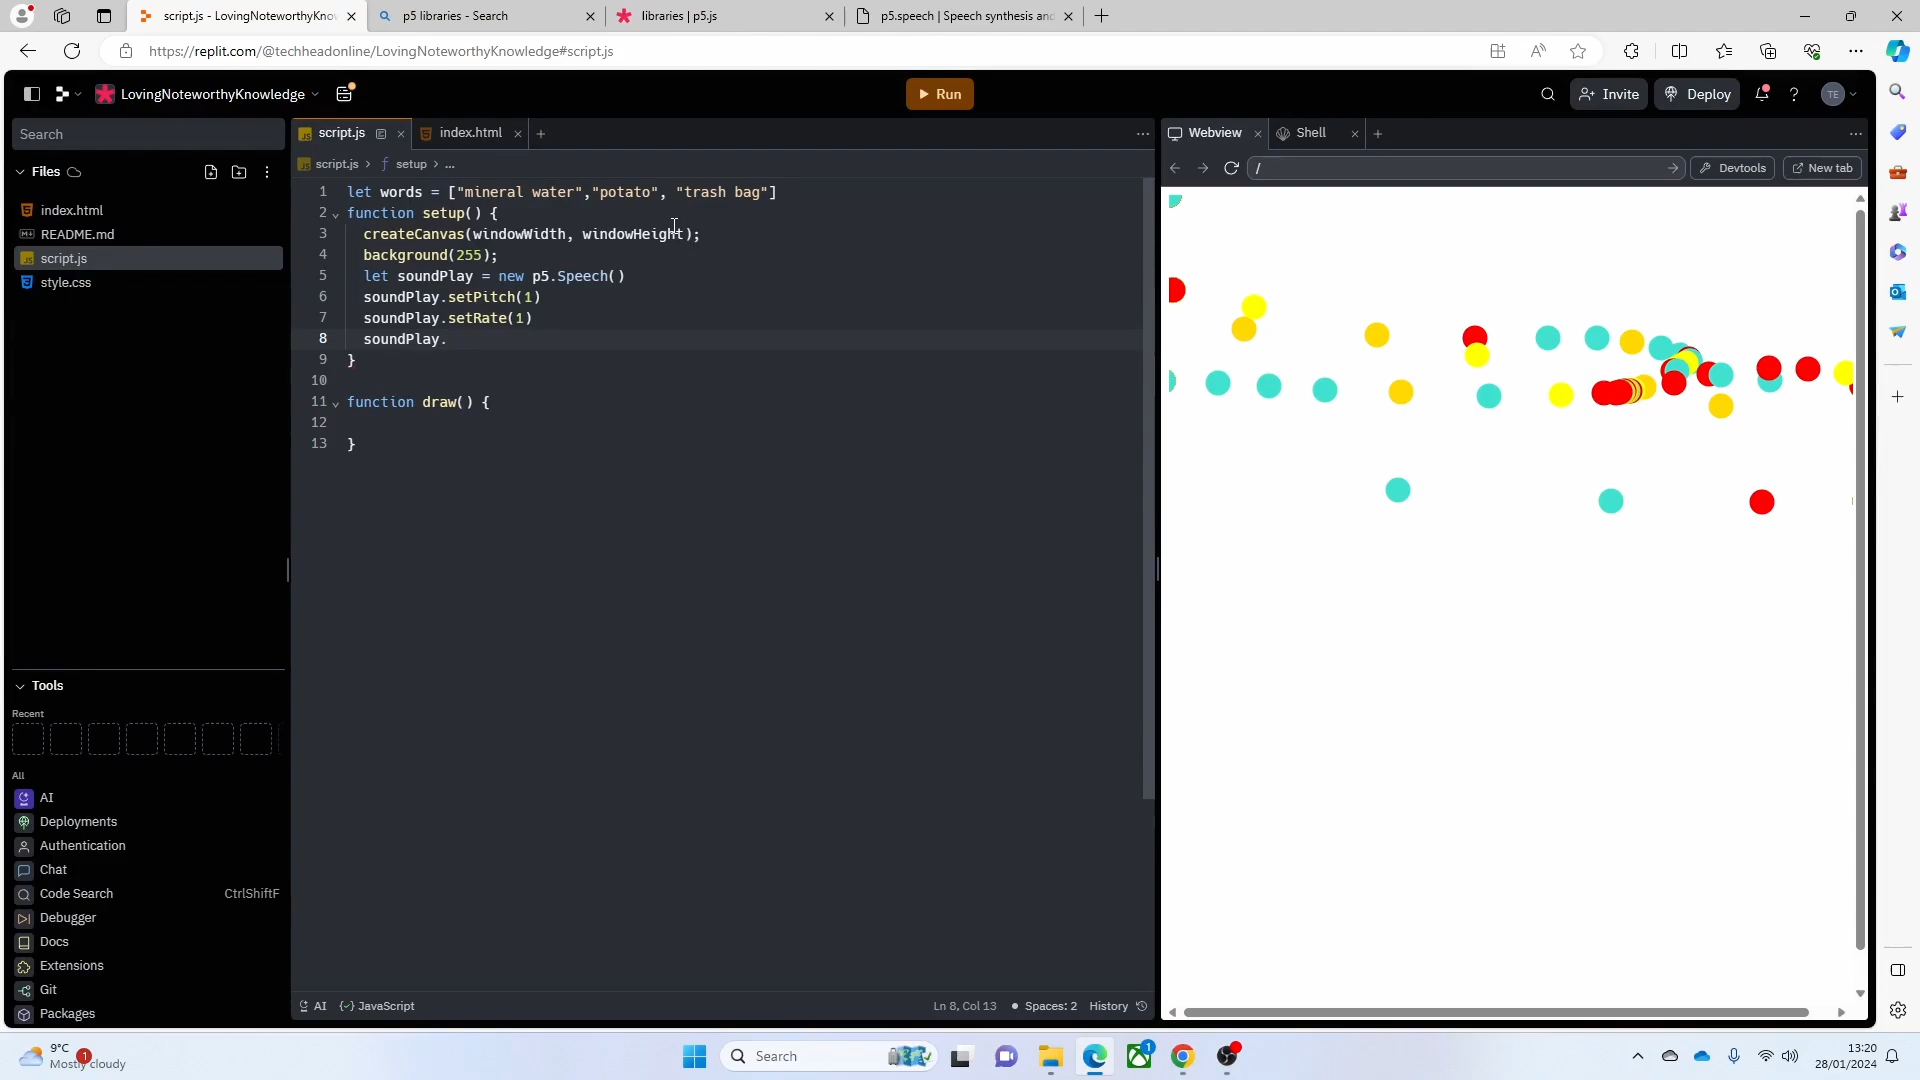 script.js - LovingNoteworthyKnow
p5 libraries - Search
libraries | p5.js
p5.speech | Speech synthesis and
https://replit.com/@techheadonline/LovingNoteworthyKnowledge#script.js
LovingNoteworthyKnowledge
Run
Invite
Deploy
TE
Search
script.js
index.html
Webview
Shell
Files
script.js > setup > ...
/
Devtools
New tab
index.html
README.md
script.js
style.css
1 let words = ["mineral water","potato", "trash bag"]
2 function setup() {
3 createCanvas(windowWidth, windowHeight);
4 background(255);
5 let soundPlay = new p5.Speech()
6 soundPlay.setPitch(1)
7 soundPlay.setRate(1)
8 soundPlay.
9 }
10
11 function draw() {
12
13 }
Tools
Recent
All
AI
Deployments
Authentication
Chat
Code Search CtrlShiftF
Debugger
Docs
Extensions
Git
Packages
AI
JavaScript
Ln 8, Col 13
Spaces: 2
History
9°C
Mostly cloudy
1
Search
1
13:20
28/01/2024